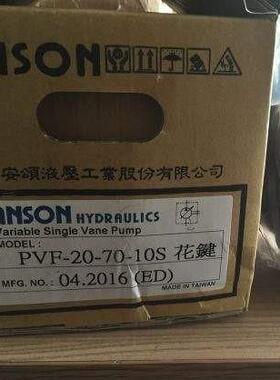 NSON
安頌液壓工業股份有限公司
ANSON HYDRAULICS
Variable Single Vane Pump
MODEL :
PVF-20-70-10S 花鍵
MFG. NO.: 04.2016 (ED)
MADE IN TAIWAN